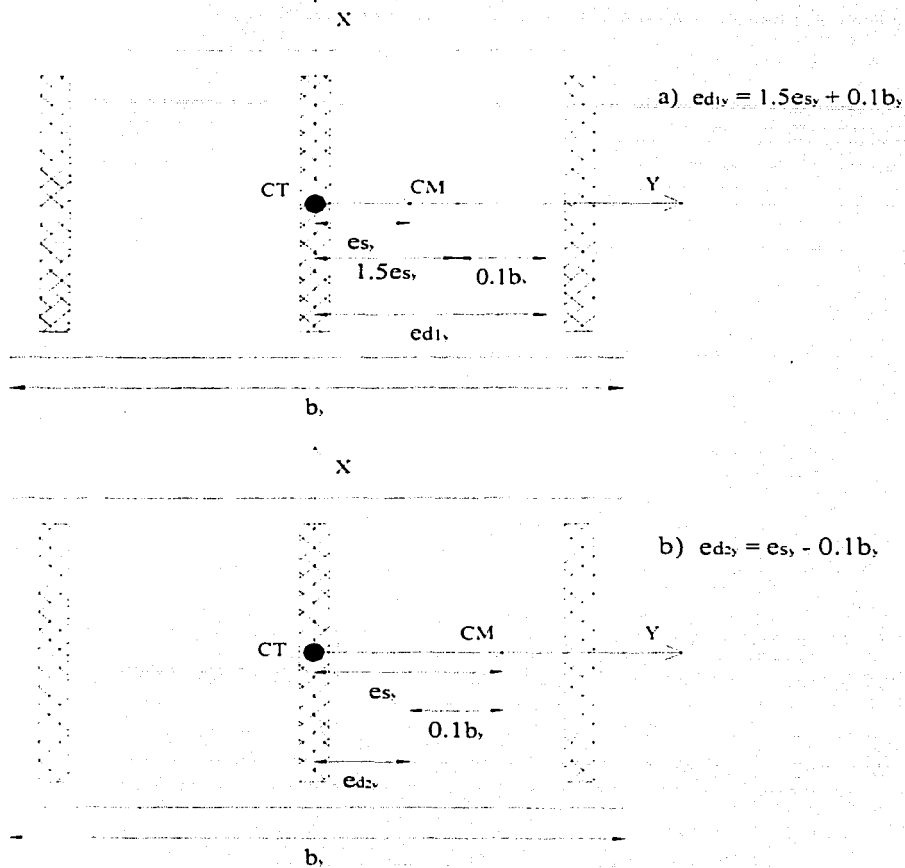 X
a) ed1y = 1.5esy + 0.1by
CT
CM
Y
esy
1.5esy
0.1by
ed1y
by
X
b) ed2y = esy - 0.1by
CT
CM
Y
esy
0.1by
ed2y
by